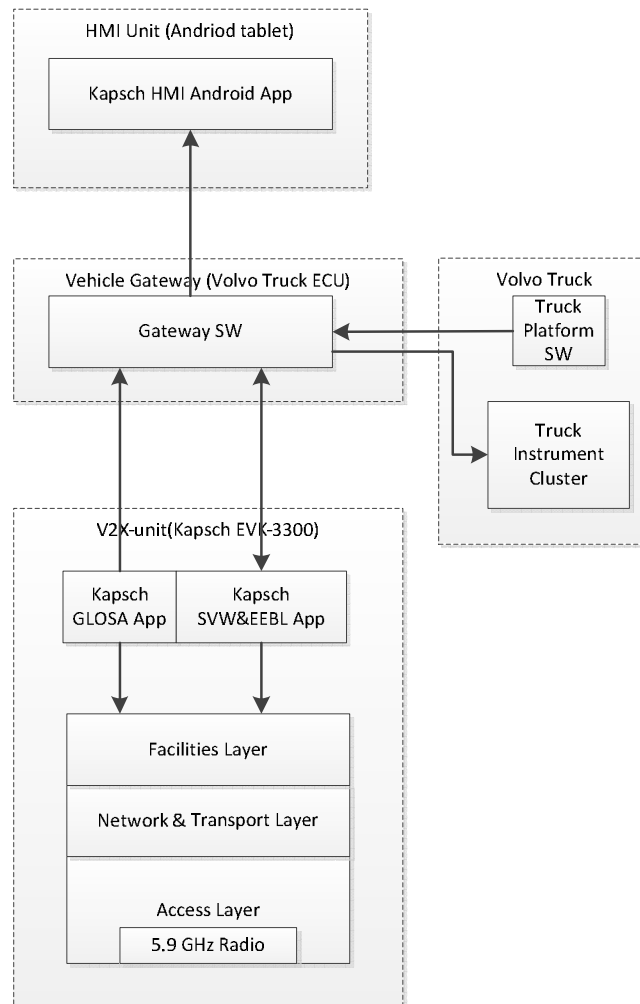 HMI Unit (Andriod tablet)
Kapsch HMI Android App
Vehicle Gateway (Volvo Truck ECU)
Gateway SW
Volvo Truck
Truck
Platform
SW
Truck
Instrument
Cluster
V2X-unit(Kapsch EVK-3300)
Kapsch
GLOSA App
Kapsch
SVW&EEBL App
Facilities Layer
Network & Transport Layer
Access Layer
5.9 GHz Radio